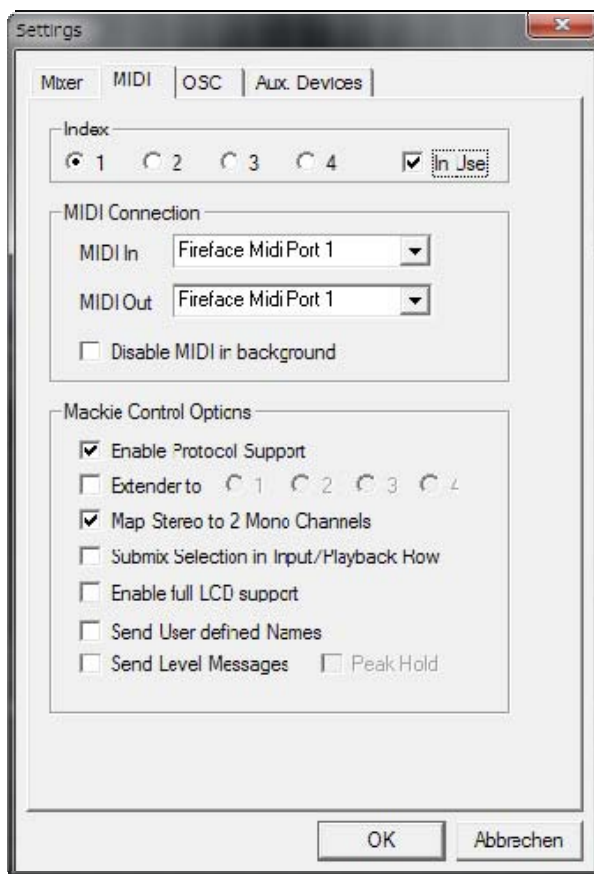 Settings
Mixer MIDI OSC Aux. Devices
Index
1 2 3 4 In Use
MIDI Connection
MIDI In Fireface Midi Port 1
MIDI Out Fireface Midi Port 1
Disable MIDI in background
Mackie Control Options
Enable Protocol Support
Extender to 1 2 3 4
Map Stereo to 2 Mono Channels
Submix Selection in Input/Playback Row
Enable full LCD support
Send User defined Names
Send Level Messages Peak Hold
OK Abbrechen